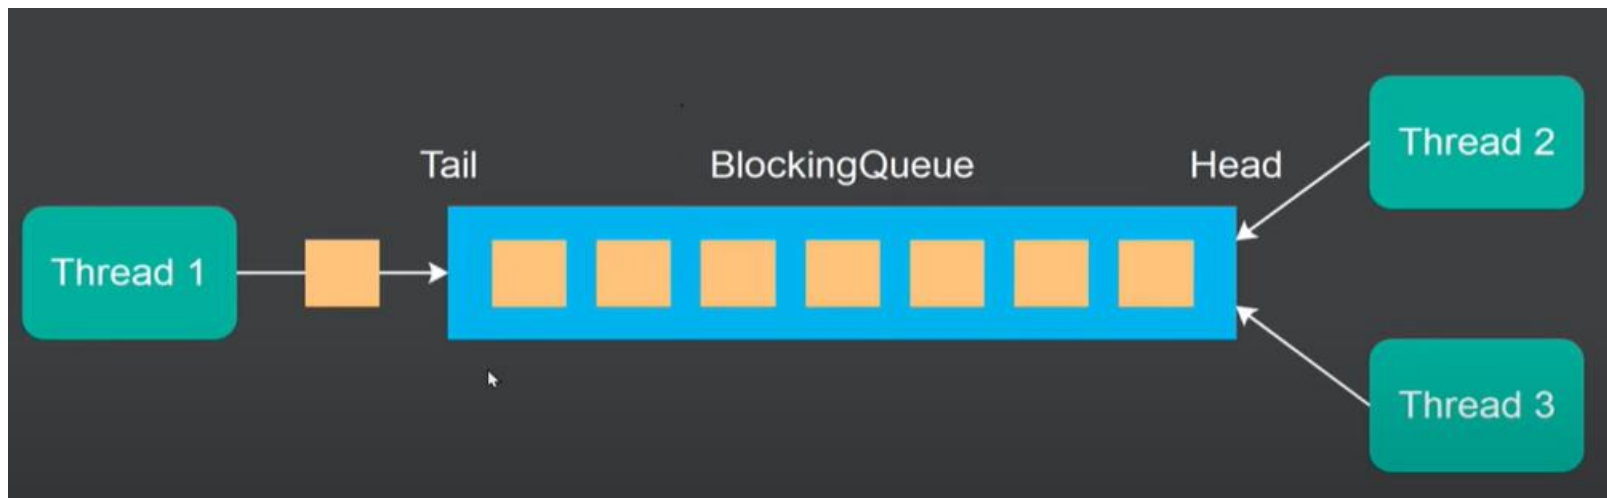 Thread 2
Tail
BlockingQueue
Head
Thread 1
Thread 3